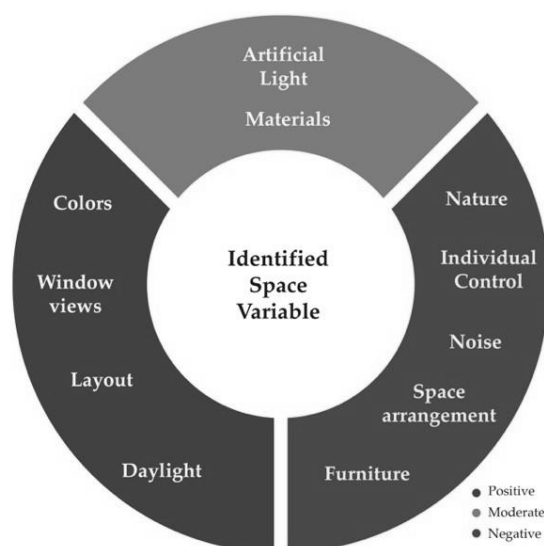 Artificial
Light
Materials
Colors
Window
views
Layout
Daylight
Identified
Space
Variable
Nature
Individual
Control
Noise
Space
arrangement
Furniture
Positive
Moderate
Negative